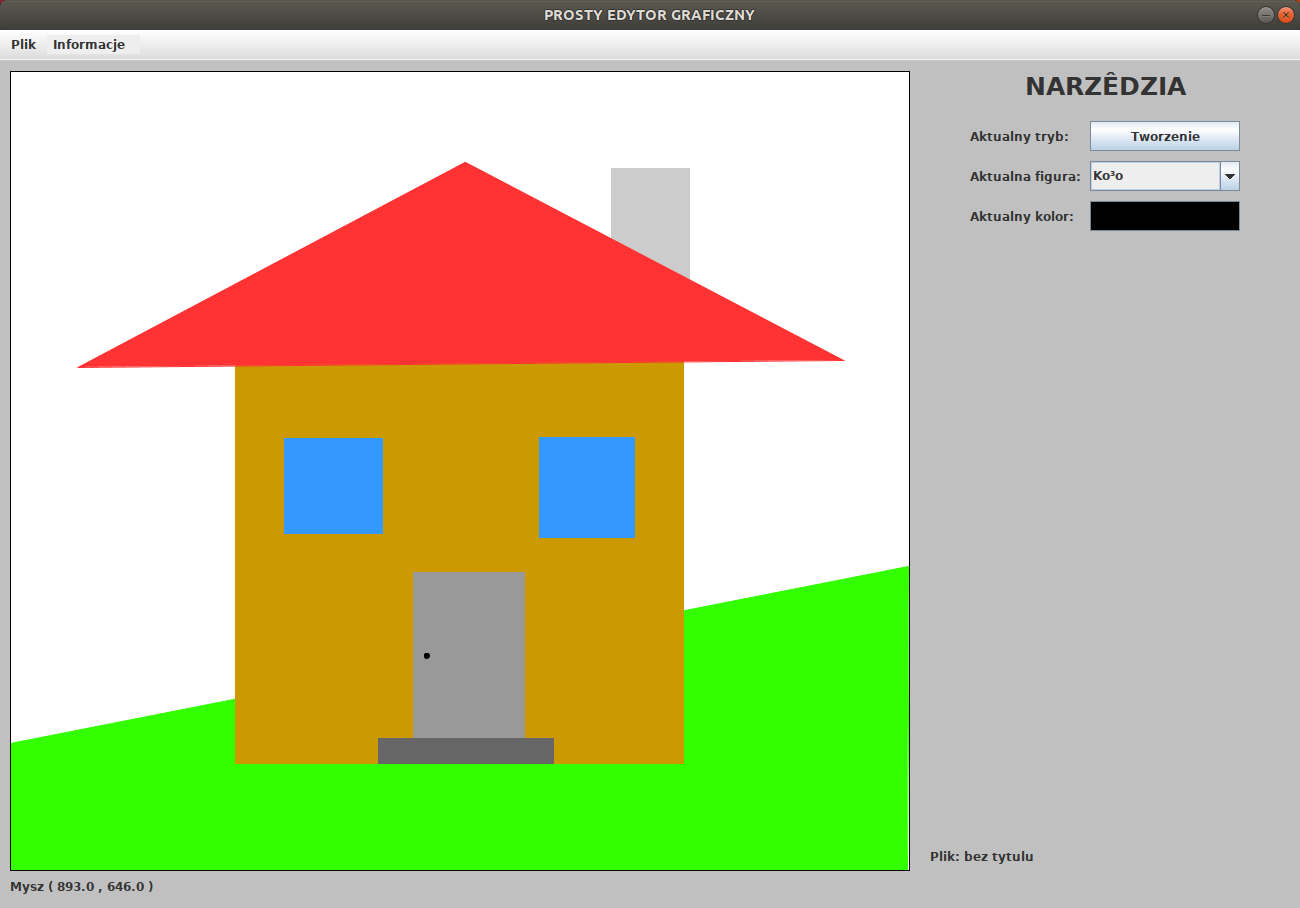 PROSTY EDYTOR GRAFICZNY
Plik Informacje
NARZÊDZIA
Aktualny tryb: Tworzenie
Aktualna figura: Ko³o
Aktualny kolor:
Plik: bez tytulu
Mysz ( 893.0 , 646.0 )